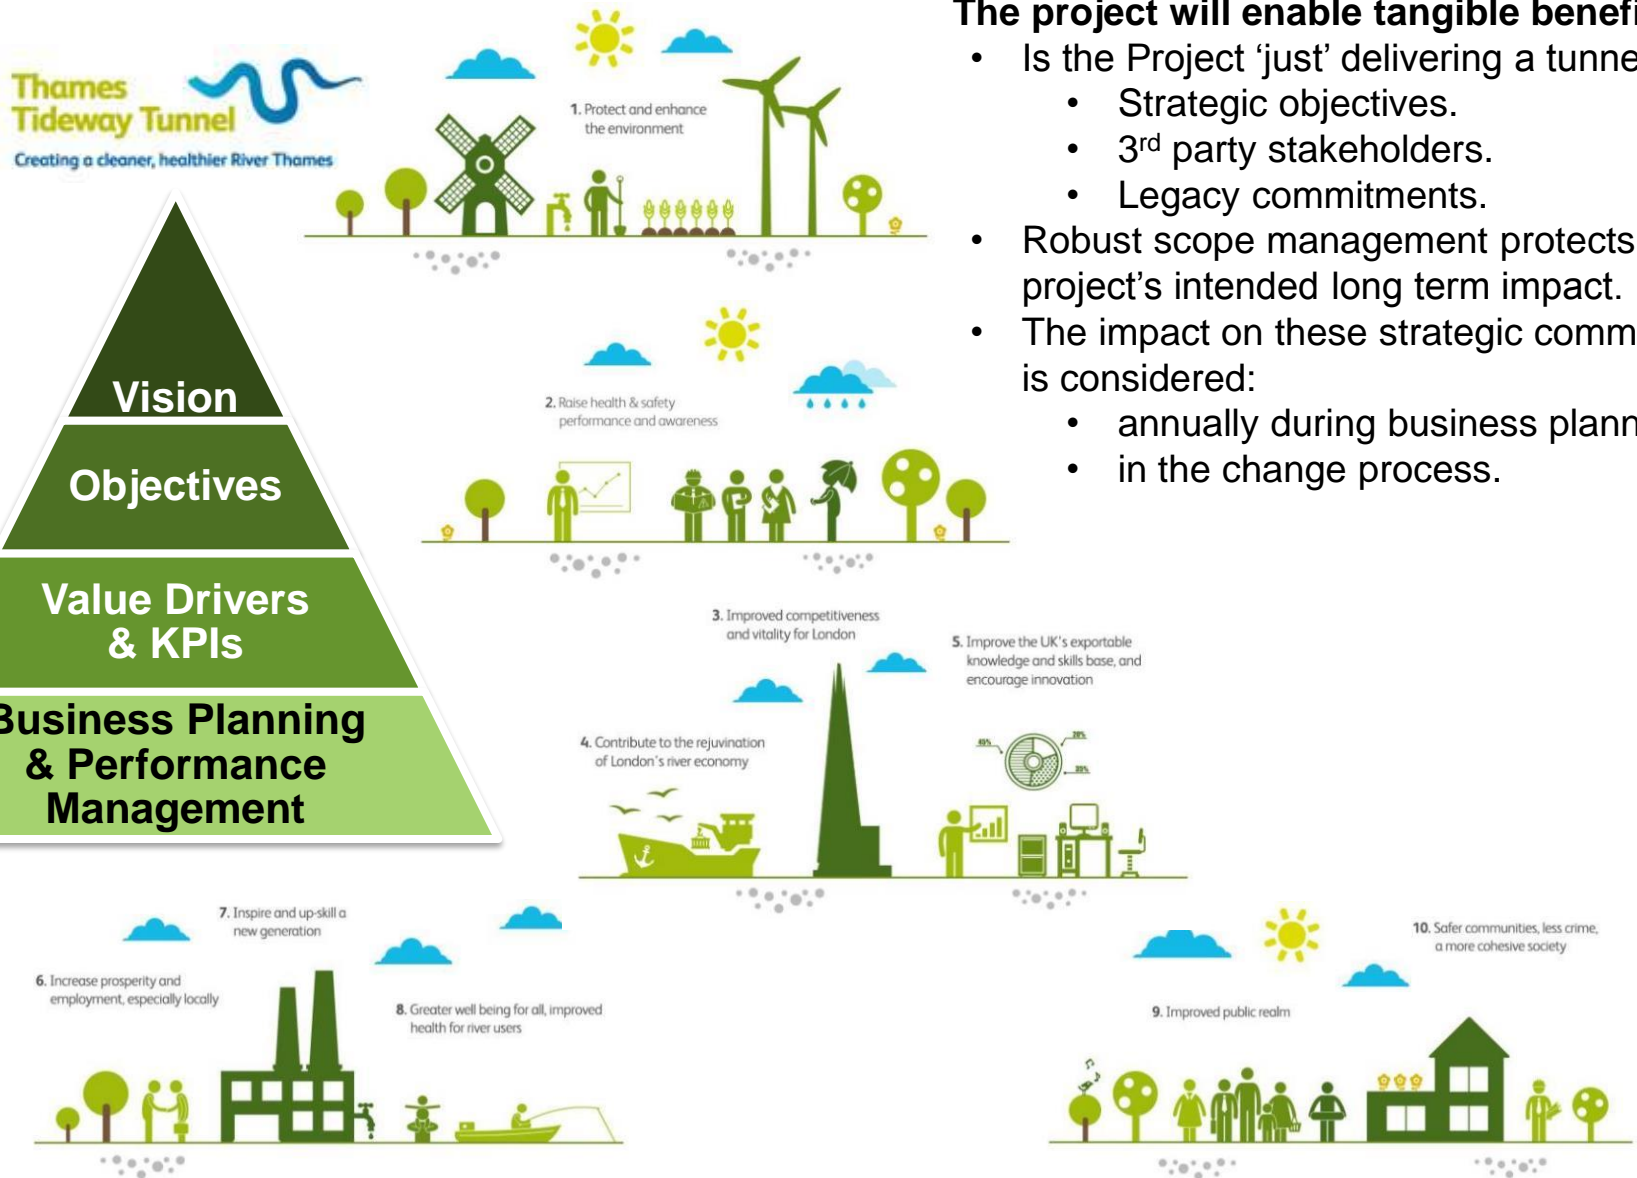 Thames
Tideway Tunnel
Creating a cleaner, healthier River Thames
Vision
Objectives
Value Drivers
& KPIs
Business Planning
& Performance
Management
The project will enable tangible benefi
• Is the Project ‘just’ delivering a tunne
• Strategic objectives.
• 3rd party stakeholders.
• Legacy commitments.
• Robust scope management protects
project’s intended long term impact.
• The impact on these strategic comm
is considered:
• annually during business plann
• in the change process.
1. Protect and enhance
the environment
2. Raise health & safety
performance and awareness
3. Improved competitiveness
and vitality for London
4. Contribute to the rejuvination
of London's river economy
5. Improve the UK's exportable
knowledge and skills base, and
encourage innovation
45%
20%
35%
6. Increase prosperity and
employment, especially locally
7. Inspire and up-skill a
new generation
8. Greater well being for all, improved
health for river users
9. Improved public realm
10. Safer communities, less crime,
a more cohesive society